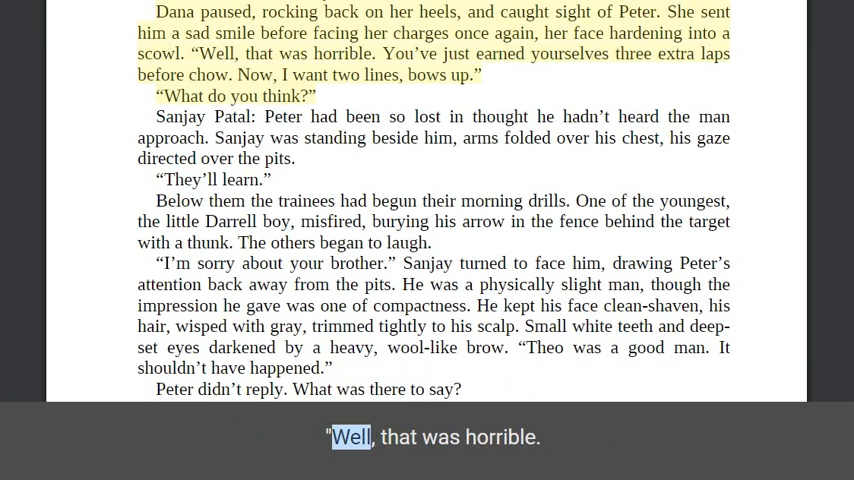 Dana paused, rocking back on her heels, and caught sight of Peter. She sent
him a sad smile before facing her charges once again, her face hardening into a
scowl. “Well, that was horrible. You’ve just earned yourselves three extra laps
before chow. Now, I want two lines, bows up.”
“What do you think?”
Sanjay Patal: Peter had been so lost in thought he hadn’t heard the man
approach. Sanjay was standing beside him, arms folded over his chest, his gaze
directed over the pits.
“They’ll learn.”
Below them the trainees had begun their morning drills. One of the youngest,
the little Darrell boy, misfired, burying his arrow in the fence behind the target
with a thunk. The others began to laugh.
“I’m sorry about your brother.” Sanjay turned to face him, drawing Peter’s
attention back away from the pits. He was a physically slight man, though the
impression he gave was one of compactness. He kept his face clean-shaven, his
hair, wisped with gray, trimmed tightly to his scalp. Small white teeth and deep-
set eyes darkened by a heavy, wool-like brow. “Theo was a good man. It
shouldn’t have happened.”
Peter didn’t reply. What was there to say?
"Well, that was horrible.